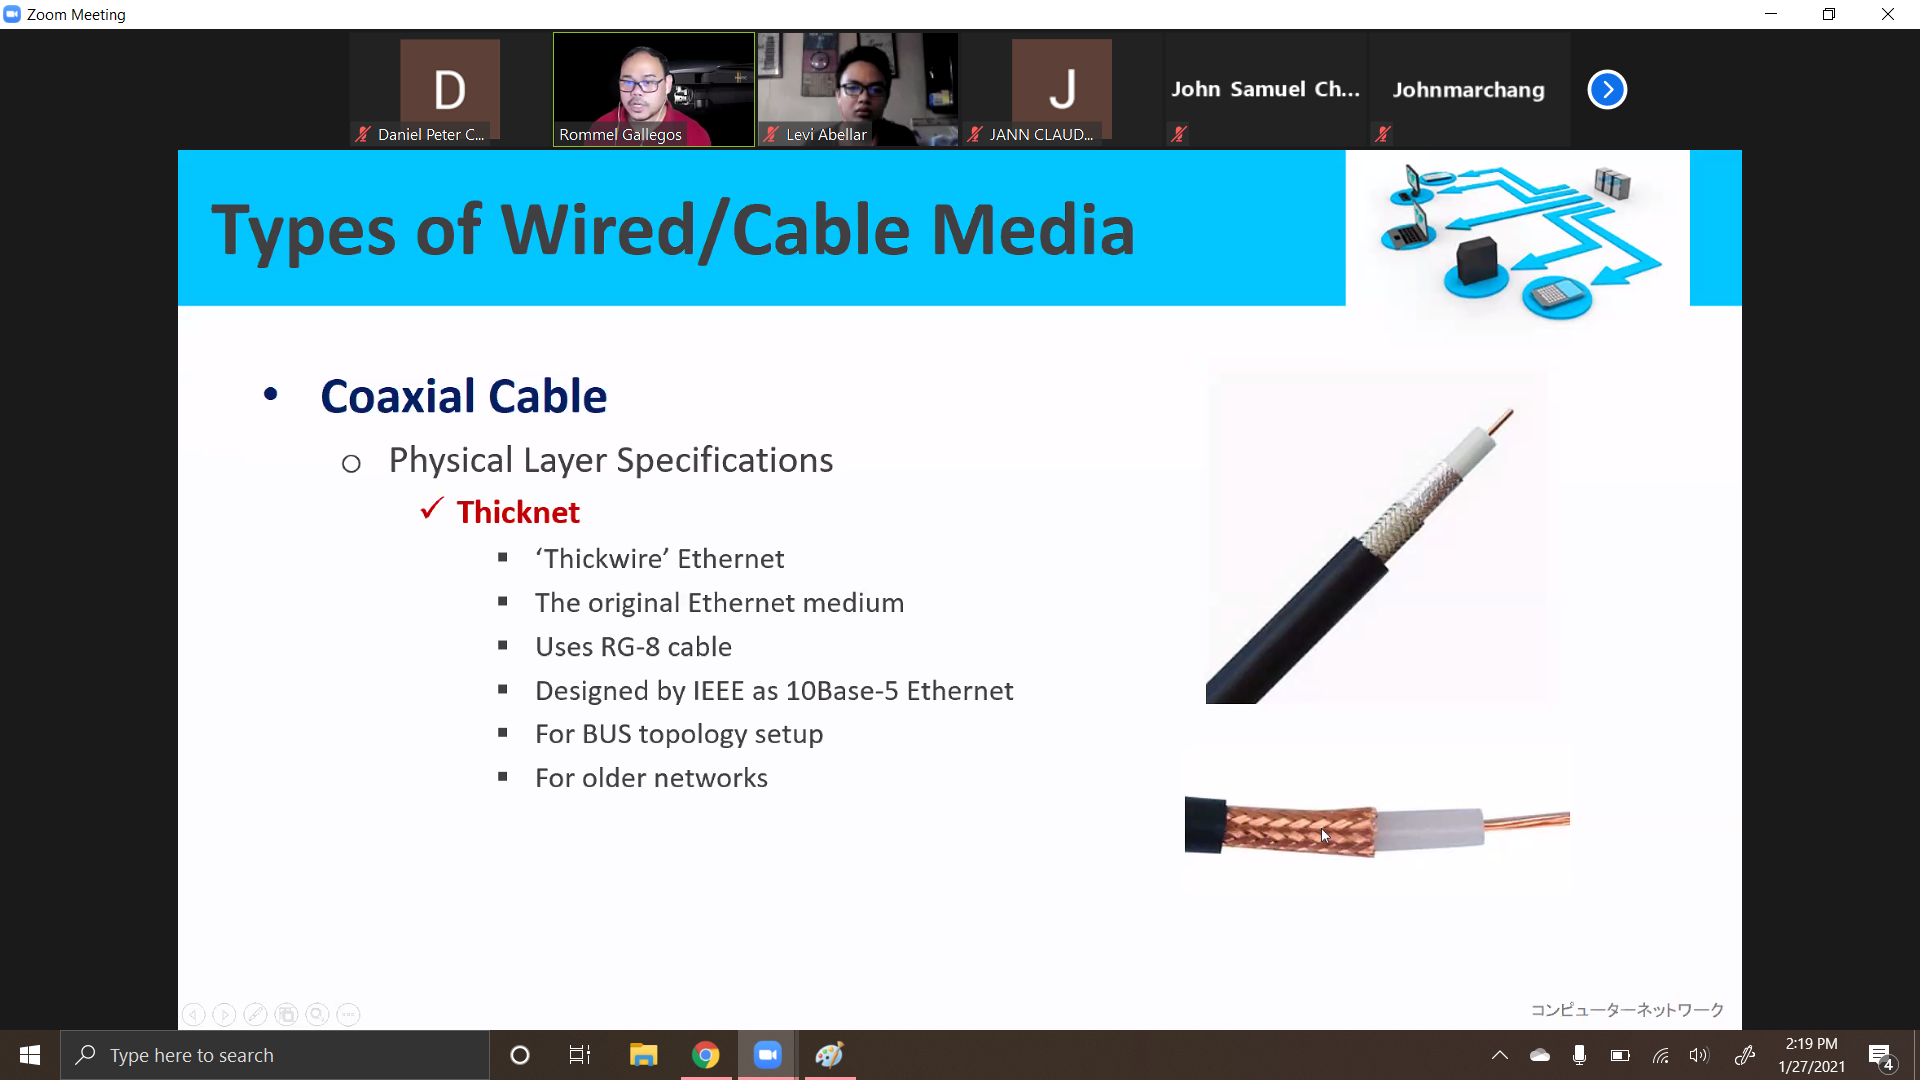 Zoom Meeting
D
J
John Samuel Ch...
Johnmarchang
Daniel Peter C...
Rommel Gallegos
Levi Abellar
JANN CLAUD...
Types of Wired/Cable Media
• Coaxial Cable
o Physical Layer Specifications
✓ Thicknet
▪ ‘Thickwire’ Ethernet
▪ The original Ethernet medium
▪ Uses RG-8 cable
▪ Designed by IEEE as 10Base-5 Ethernet
▪ For BUS topology setup
▪ For older networks
コンピューターネットワーク
Type here to search
2:19 PM
1/27/2021
4